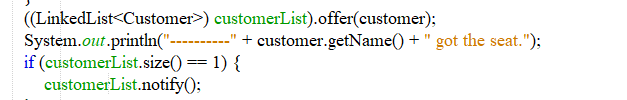 ((LinkedList<Customer>) customerList).offer(customer);
System.out.println("----------" + customer.getName() + " got the seat.");
if (customerList.size() == 1) {
customerList.notify();